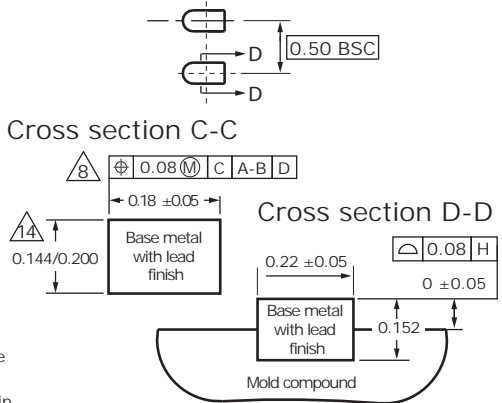 D
0.50 BSC
D
Cross section C-C
8 ⌖ 0.08 Ⓜ C A-B D
0.18 ±0.05
Cross section D-D
14
0.144/0.200
Base metal
with lead
finish
⌓ 0.08 H
0.22 ±0.05
0 ±0.05
Base metal
with lead
finish
0.152
Mold compound
e
in